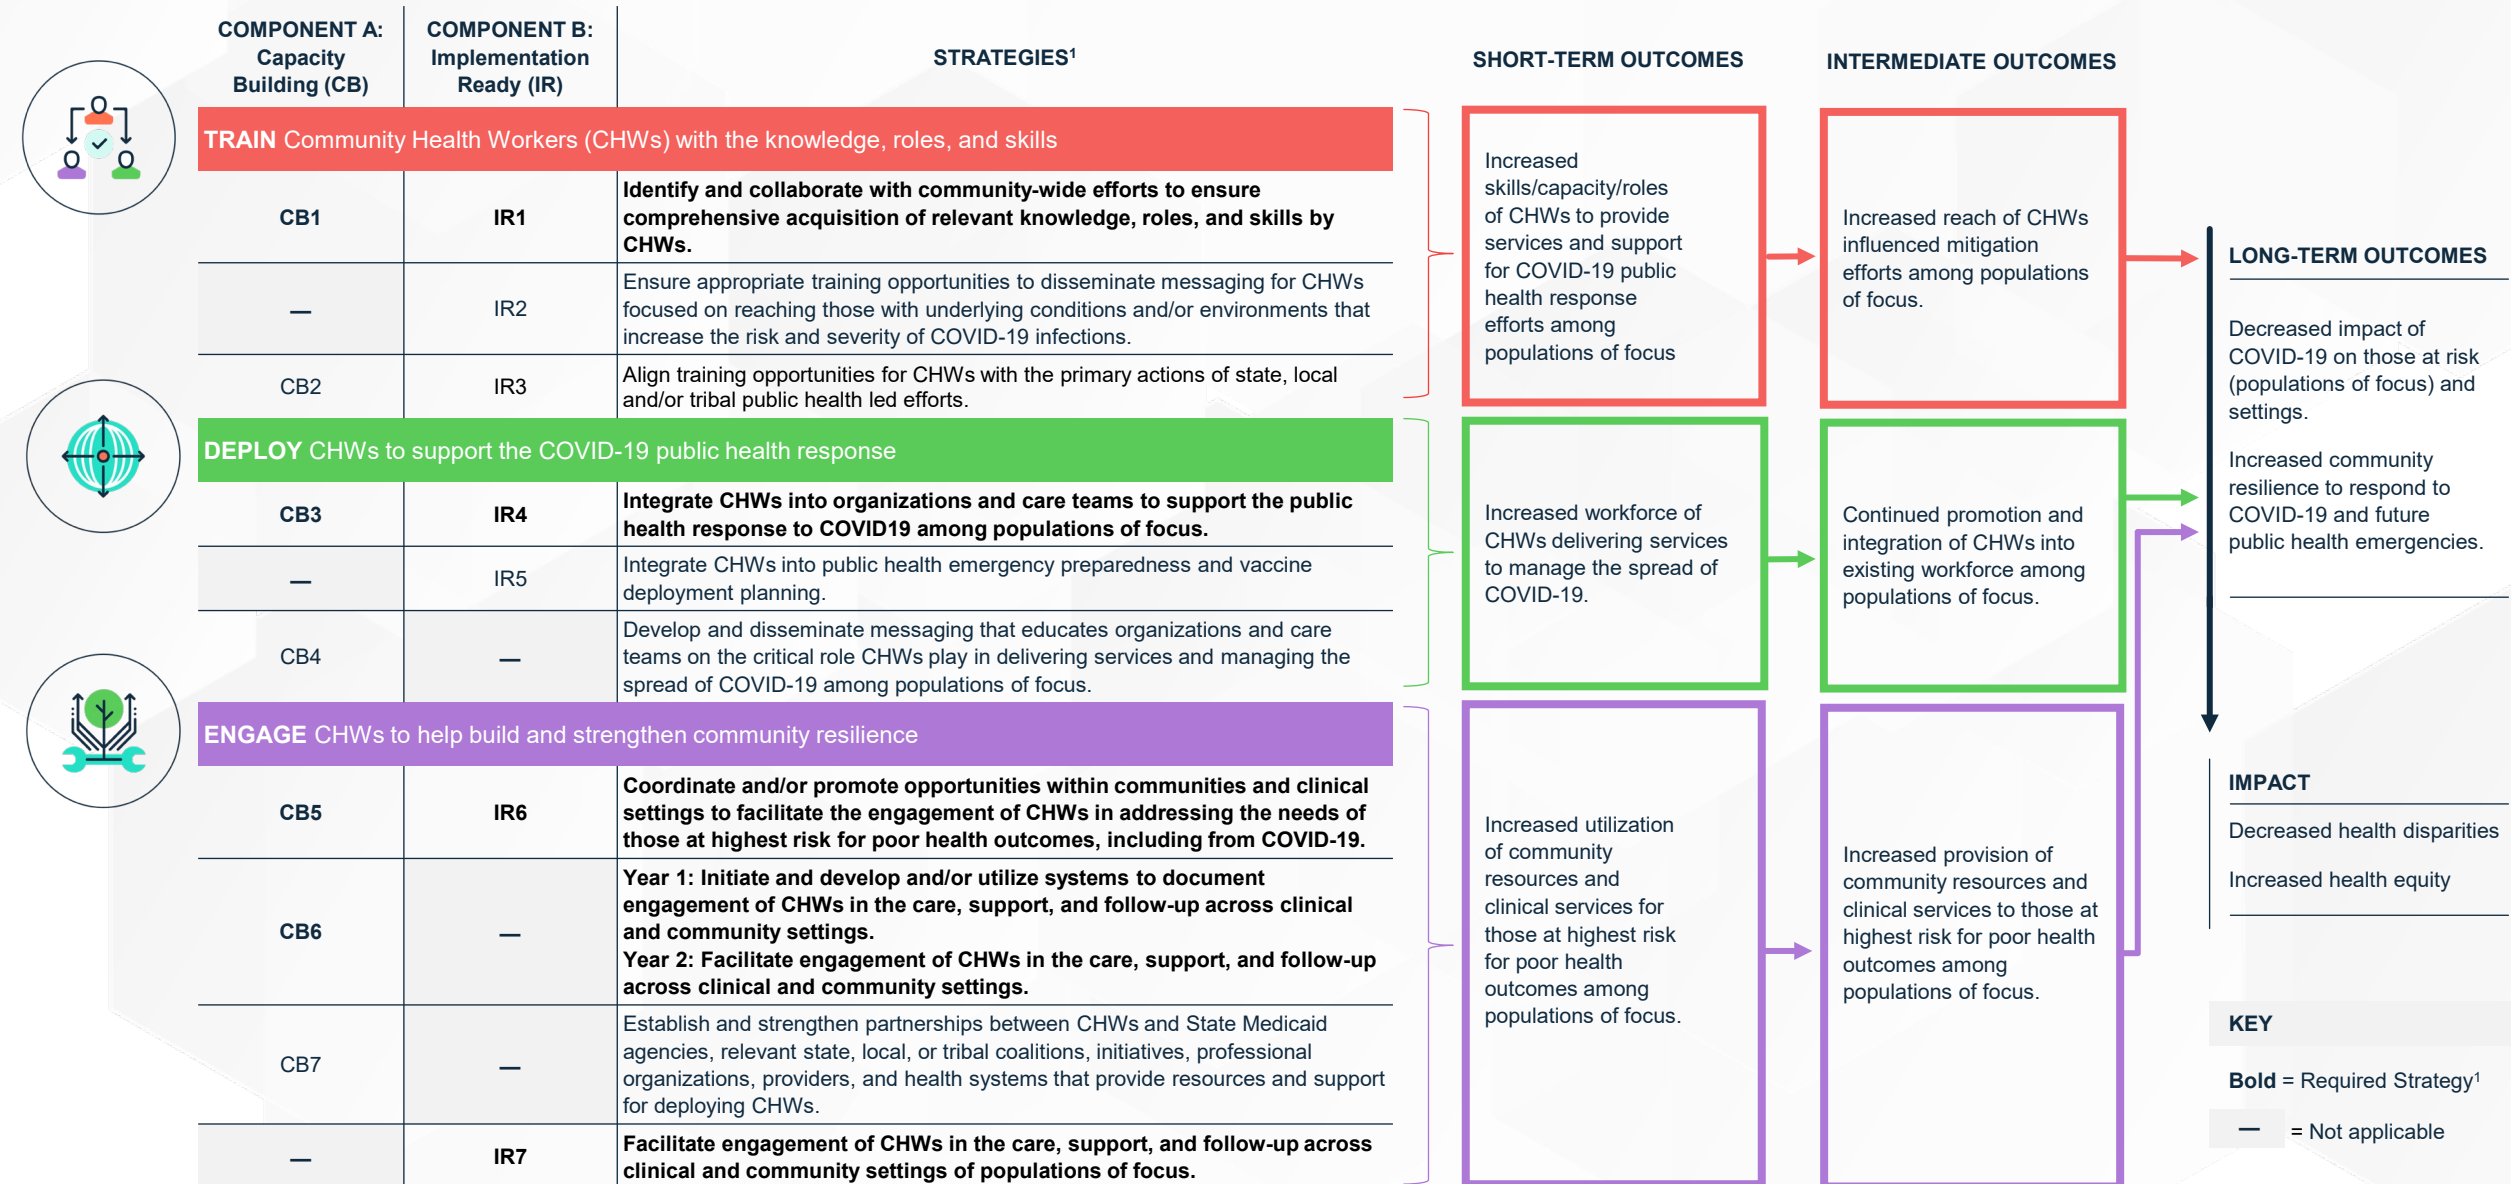 COMPONENT A:
Capacity
Building (CB)
COMPONENT B:
Implementation
Ready (IR)
STRATEGIES¹
SHORT-TERM OUTCOMES
INTERMEDIATE OUTCOMES
TRAIN Community Health Workers (CHWs) with the knowledge, roles, and skills
CB1
IR1
Identify and collaborate with community-wide efforts to ensure
comprehensive acquisition of relevant knowledge, roles, and skills by
CHWs.
—
IR2
Ensure appropriate training opportunities to disseminate messaging for CHWs
focused on reaching those with underlying conditions and/or environments that
increase the risk and severity of COVID-19 infections.
CB2
IR3
Align training opportunities for CHWs with the primary actions of state, local
and/or tribal public health led efforts.
Increased
skills/capacity/roles
of CHWs to provide
services and support
for COVID-19 public
health response
efforts among
populations of focus
Increased reach of CHWs
influenced mitigation
efforts among populations
of focus.
DEPLOY CHWs to support the COVID-19 public health response
CB3
IR4
Integrate CHWs into organizations and care teams to support the public
health response to COVID19 among populations of focus.
—
IR5
Integrate CHWs into public health emergency preparedness and vaccine
deployment planning.
CB4
—
Develop and disseminate messaging that educates organizations and care
teams on the critical role CHWs play in delivering services and managing the
spread of COVID-19 among populations of focus.
Increased workforce of
CHWs delivering services
to manage the spread of
COVID-19.
Continued promotion and
integration of CHWs into
existing workforce among
populations of focus.
ENGAGE CHWs to help build and strengthen community resilience
CB5
IR6
Coordinate and/or promote opportunities within communities and clinical
settings to facilitate the engagement of CHWs in addressing the needs of
those at highest risk for poor health outcomes, including from COVID-19.
CB6
—
Year 1: Initiate and develop and/or utilize systems to document
engagement of CHWs in the care, support, and follow-up across clinical
and community settings.
Year 2: Facilitate engagement of CHWs in the care, support, and follow-up
across clinical and community settings.
CB7
—
Establish and strengthen partnerships between CHWs and State Medicaid
agencies, relevant state, local, or tribal coalitions, initiatives, professional
organizations, providers, and health systems that provide resources and support
for deploying CHWs.
—
IR7
Facilitate engagement of CHWs in the care, support, and follow-up across
clinical and community settings of populations of focus.
Increased utilization
of community
resources and
clinical services for
those at highest risk
for poor health
outcomes among
populations of focus.
Increased provision of
community resources and
clinical services to those at
highest risk for poor health
outcomes among
populations of focus.
LONG-TERM OUTCOMES
Decreased impact of
COVID-19 on those at risk
(populations of focus) and
settings.
Increased community
resilience to respond to
COVID-19 and future
public health emergencies.
IMPACT
Decreased health disparities
Increased health equity
KEY
Bold = Required Strategy¹
— = Not applicable